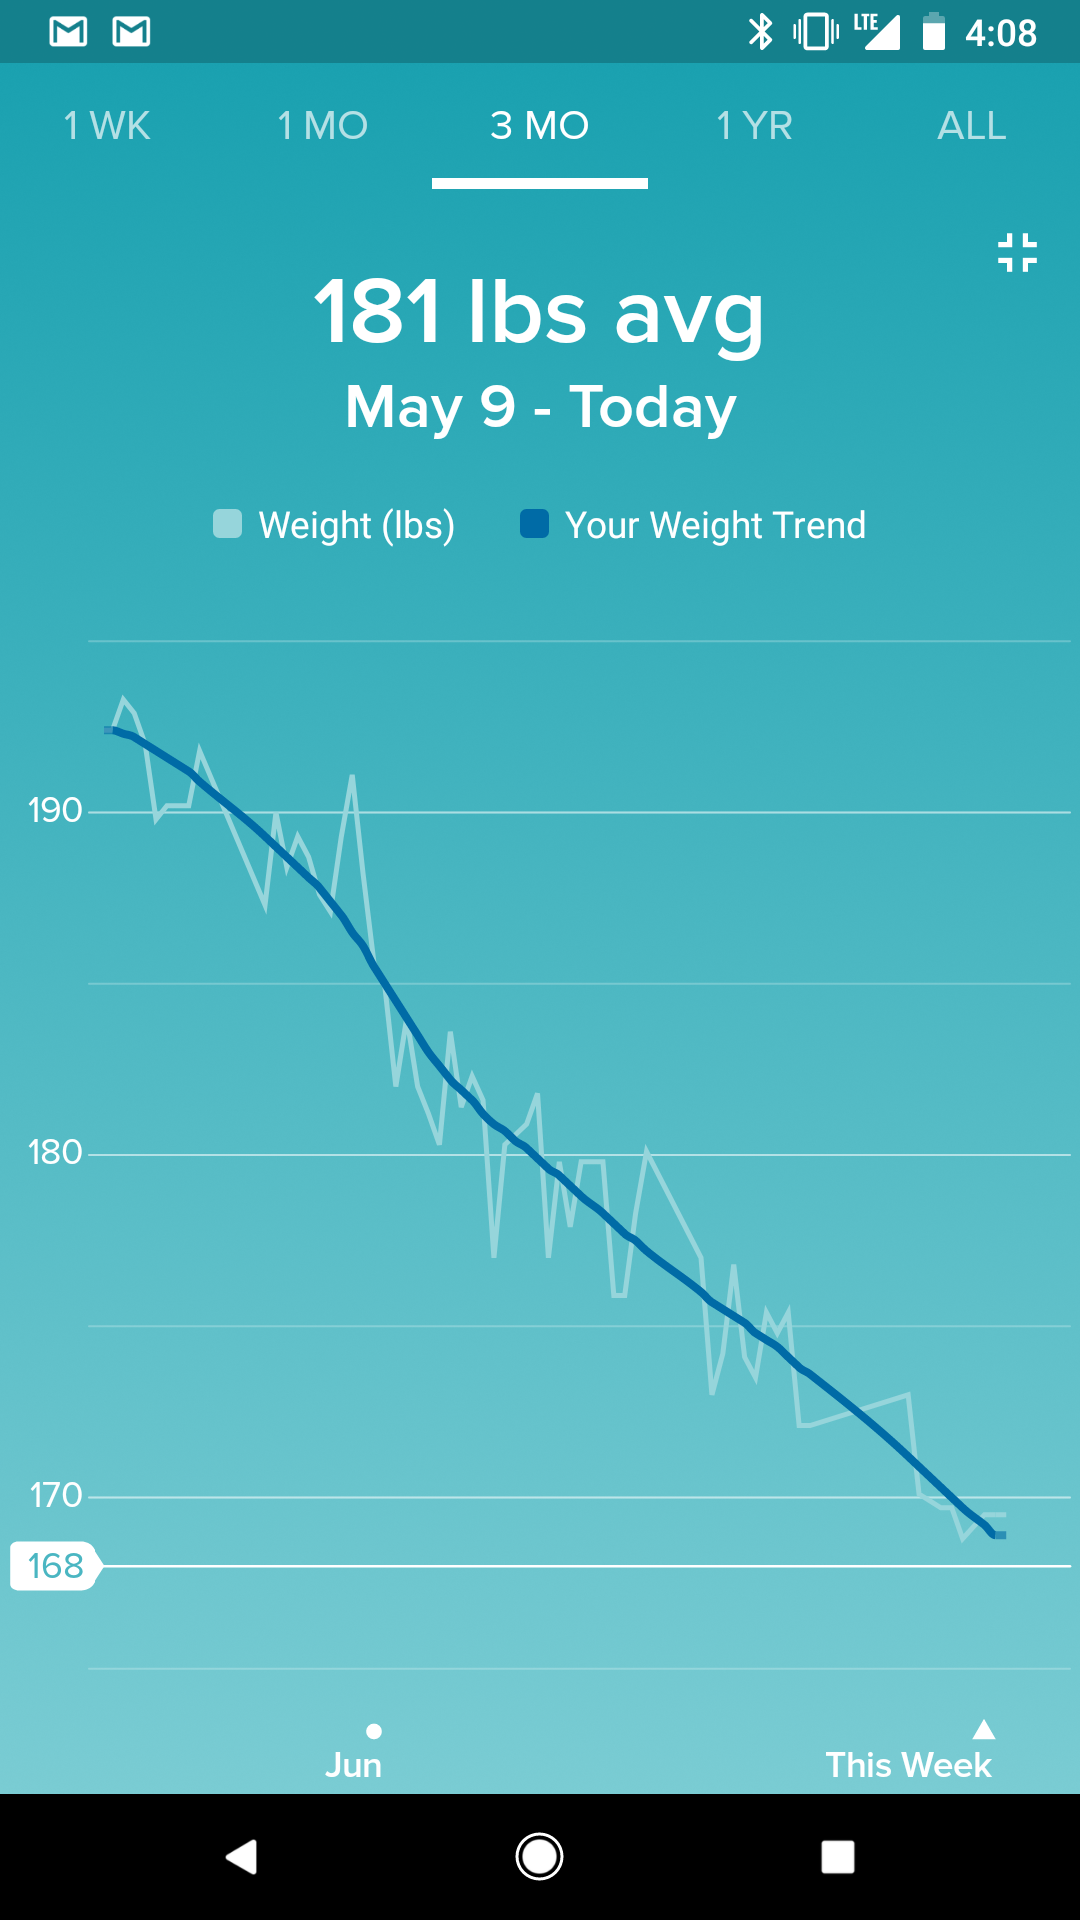 LTE 4:08
1 WK 1 MO 3 MO 1 YR ALL
181 lbs avg
May 9 - Today
Weight (lbs) Your Weight Trend
190
180
170
168
Jun This Week